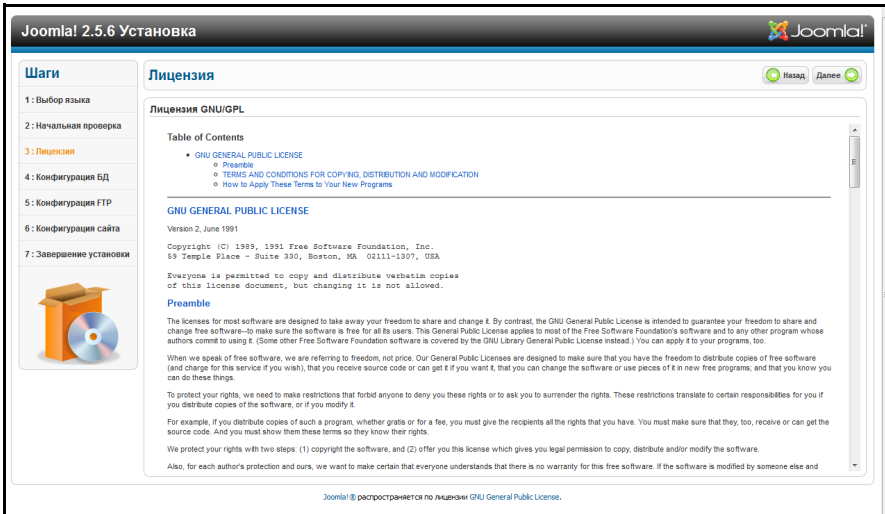 Joomla! 2.5.6 Установка
Joomla!
Шаги
1 : Выбор языка
2 : Начальная проверка
3 : Лицензия
4 : Конфигурация БД
5 : Конфигурация FTP
6 : Конфигурация сайта
7 : Завершение установки
Лицензия
Назад
Далее
Лицензия GNU/GPL
Table of Contents
GNU GENERAL PUBLIC LICENSE
Preamble
TERMS AND CONDITIONS FOR COPYING, DISTRIBUTION AND MODIFICATION
How to Apply These Terms to Your New Programs
GNU GENERAL PUBLIC LICENSE
Version 2, June 1991
Copyright (C) 1989, 1991 Free Software Foundation, Inc.
59 Temple Place - Suite 330, Boston, MA  02111-1307, USA
Everyone is permitted to copy and distribute verbatim copies
of this license document, but changing it is not allowed.
Preamble
The licenses for most software are designed to take away your freedom to share and change it. By contrast, the GNU General Public License is intended to guarantee your freedom to share and
change free software--to make sure the software is free for all its users. This General Public License applies to most of the Free Software Foundation's software and to any other program whose
authors commit to using it. (Some other Free Software Foundation software is covered by the GNU Library General Public License instead.) You can apply it to your programs, too.
When we speak of free software, we are referring to freedom, not price. Our General Public Licenses are designed to make sure that you have the freedom to distribute copies of free software
(and charge for this service if you wish), that you receive source code or can get it if you want it, that you can change the software or use pieces of it in new free programs; and that you know you
can do these things.
To protect your rights, we need to make restrictions that forbid anyone to deny you these rights or to ask you to surrender the rights. These restrictions translate to certain responsibilities for you if
you distribute copies of the software, or if you modify it.
For example, if you distribute copies of such a program, whether gratis or for a fee, you must give the recipients all the rights that you have. You must make sure that they, too, receive or can get the
source code. And you must show them these terms so they know their rights.
We protect your rights with two steps: (1) copyright the software, and (2) offer you this license which gives you legal permission to copy, distribute and/or modify the software.
Also, for each author's protection and ours, we want to make certain that everyone understands that there is no warranty for this free software. If the software is modified by someone else and
Joomla!® распространяется по лицензии GNU General Public License.